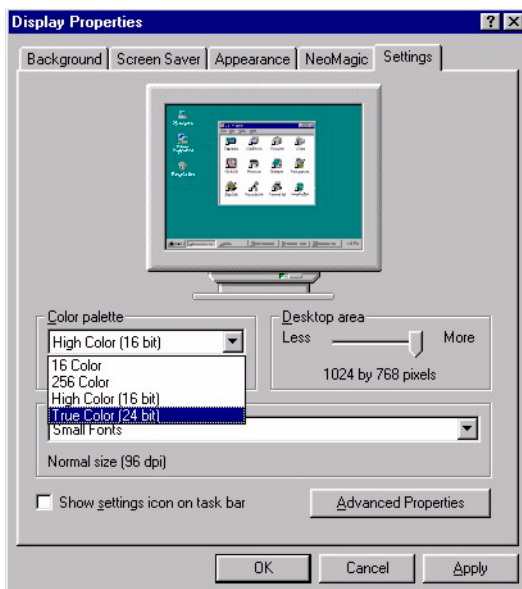 Display Properties
Background Screen Saver Appearance NeoMagic Settings
Color palette
High Color (16 bit)
16 Color
256 Color
High Color (16 bit)
True Color (24 bit)
Desktop area
Less More
1024 by 768 pixels
Small Fonts
Normal size (96 dpi)
Show settings icon on task bar
Advanced Properties
OK Cancel Apply